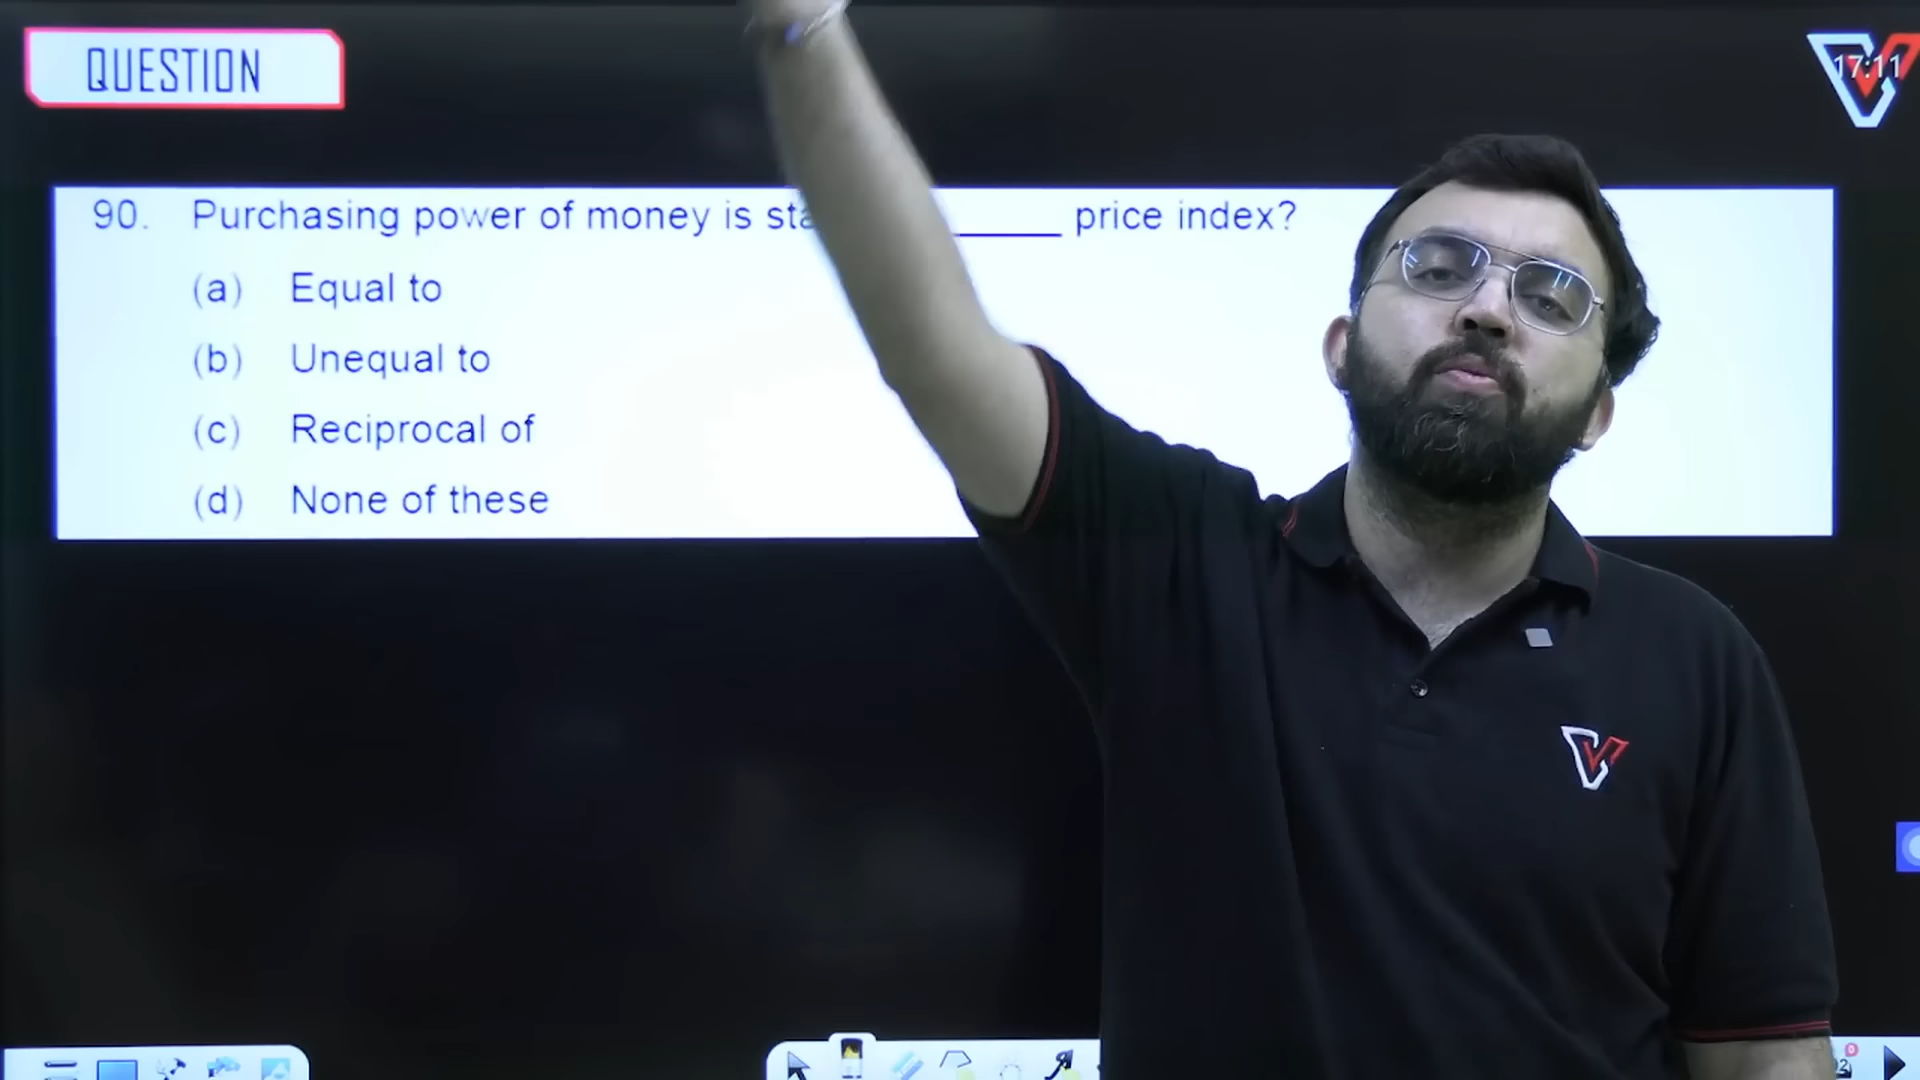 QUESTION
17:11
90. Purchasing power of money is price index?
(a) Equal to
(b) Unequal to
(c) Reciprocal of
(d) None of these